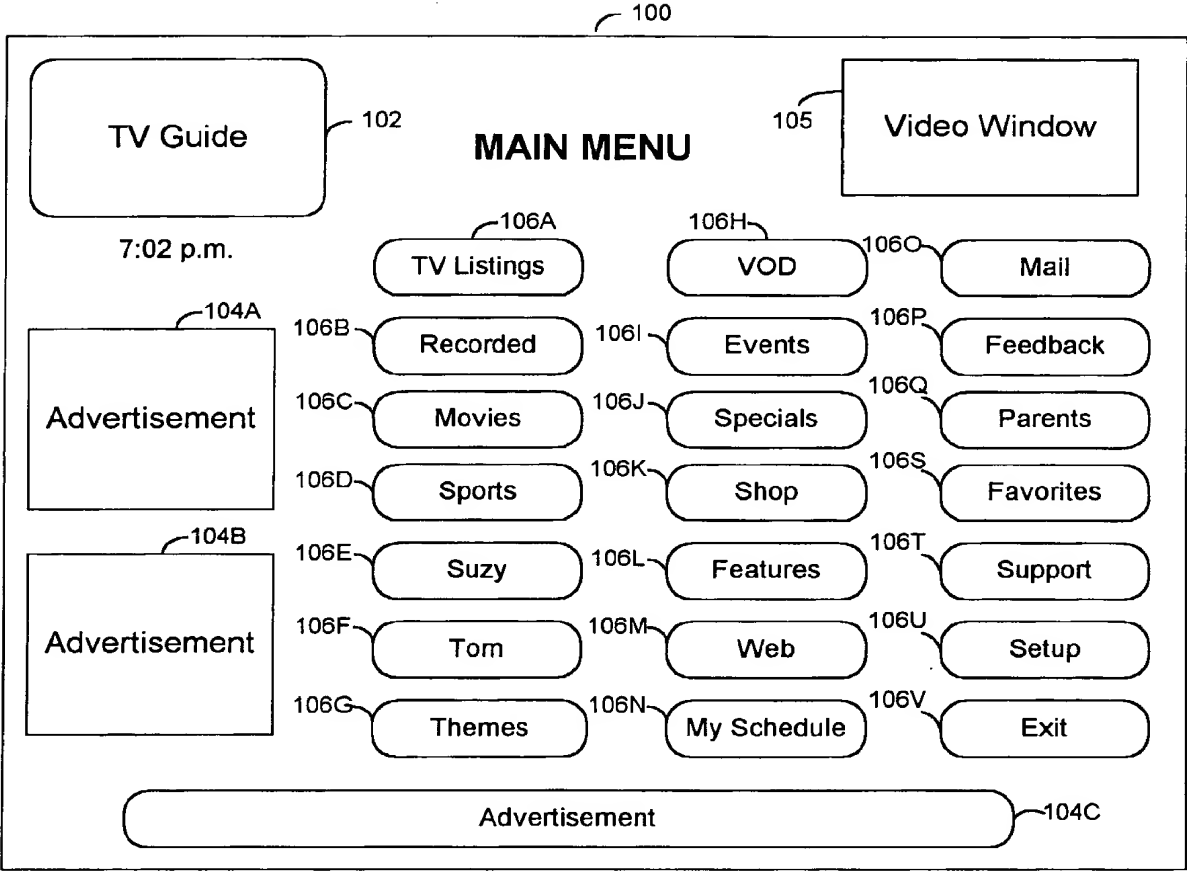 100
TV Guide
102
MAIN MENU
105
Video Window
7:02 p.m.
106A
TV Listings
106H
VOD
106O
Mail
104A
Advertisement
106B
Recorded
106I
Events
106P
Feedback
106C
Movies
106J
Specials
106Q
Parents
106D
Sports
106K
Shop
106S
Favorites
104B
Advertisement
106E
Suzy
106L
Features
106T
Support
106F
Tom
106M
Web
106U
Setup
106G
Themes
106N
My Schedule
106V
Exit
Advertisement
104C